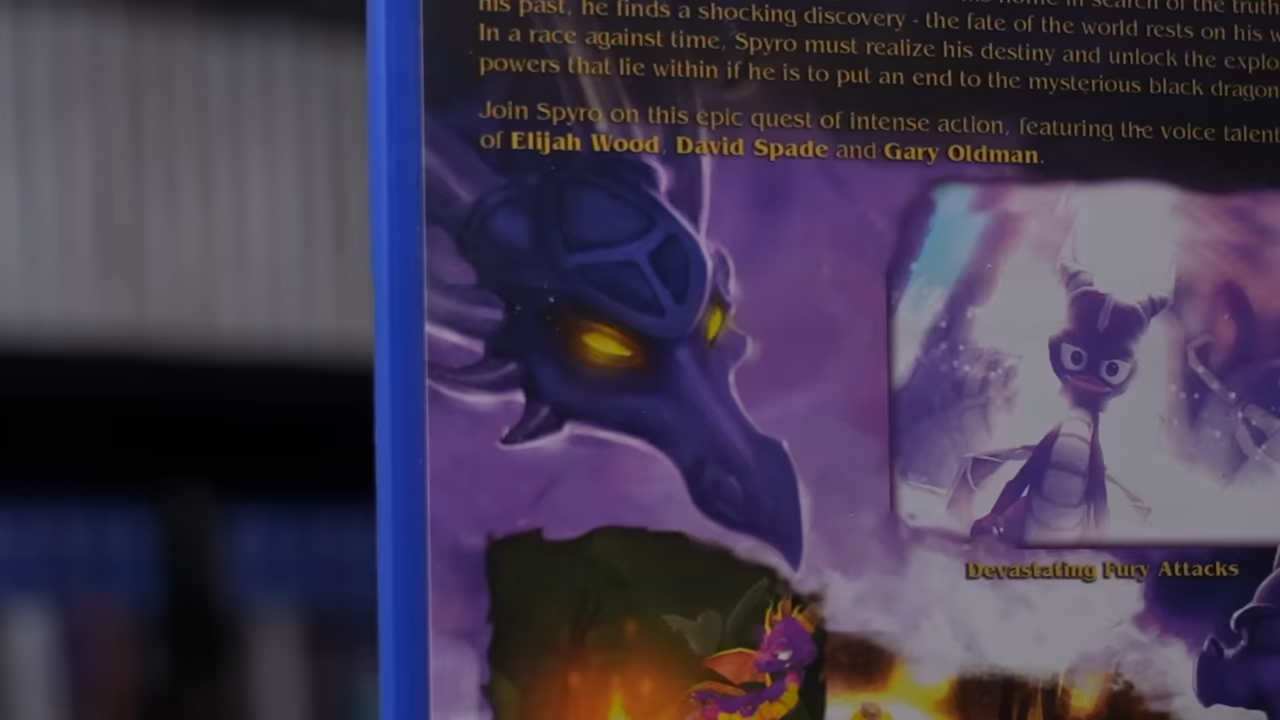 his past, he finds a shocking discovery - the fate of the world rests on his
In a race against time, Spyro must realize his destiny and unlock the
powers that lie within if he is to put an end to the mysterious black dragon
Join Spyro on this epic quest of intense action, featuring the voice talent
of Elijah Wood, David Spade and Gary Oldman.
Devastating Fury Attacks